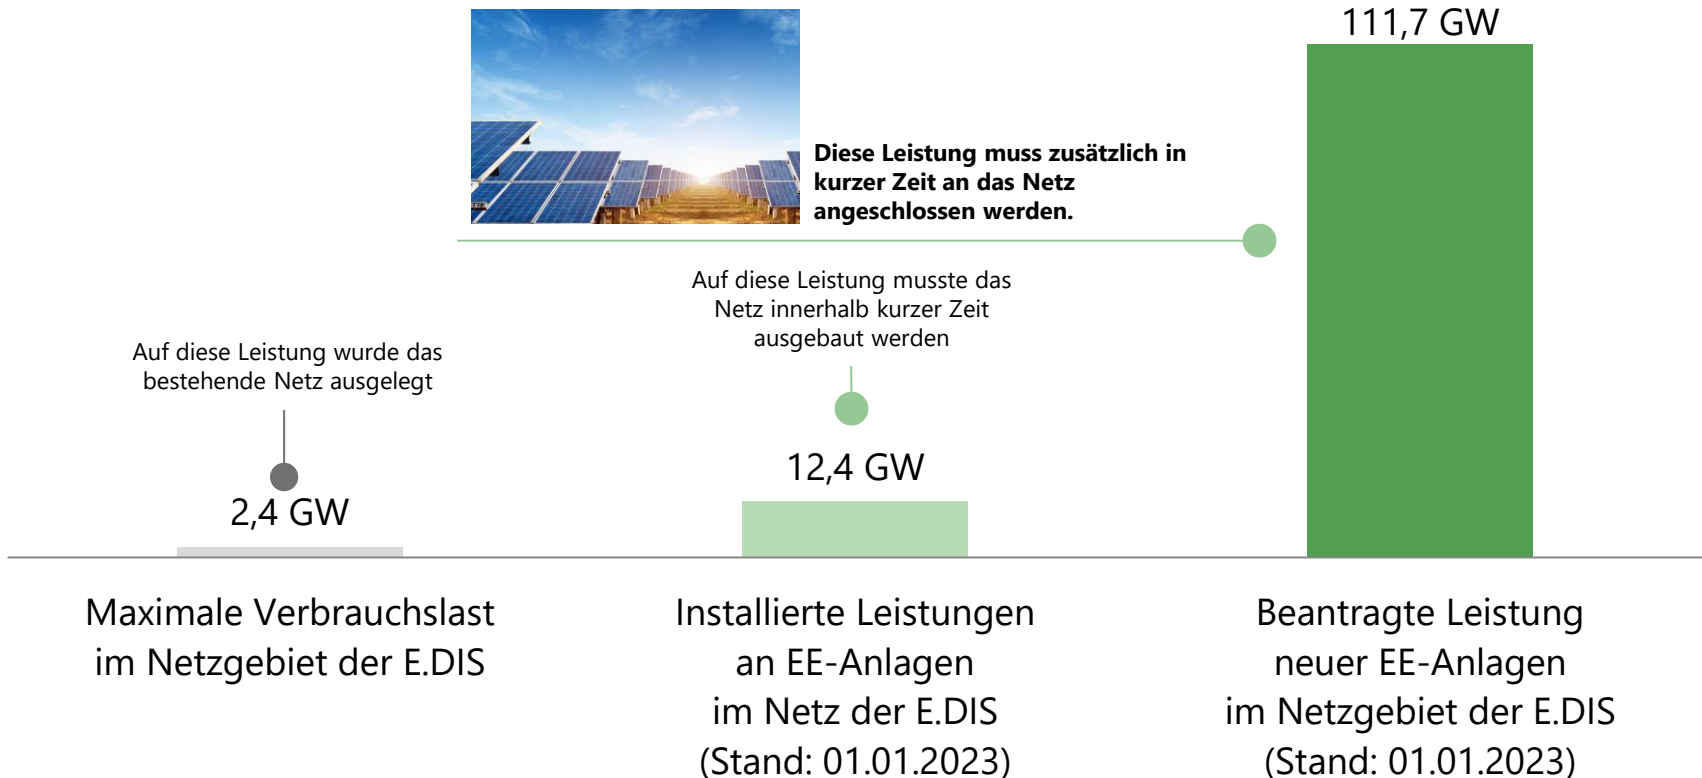 111,7 GW
Diese Leistung muss zusätzlich in
kurzer Zeit an das Netz
angeschlossen werden.
Auf diese Leistung musste das
Netz innerhalb kurzer Zeit
ausgebaut werden
Auf diese Leistung wurde das
bestehende Netz ausgelegt
12,4 GW
2,4 GW
Maximale Verbrauchslast
im Netzgebiet der E.DIS
Installierte Leistungen
an EE-Anlagen
im Netz der E.DIS
(Stand: 01.01.2023)
Beantragte Leistung
neuer EE-Anlagen
im Netzgebiet der E.DIS
(Stand: 01.01.2023)